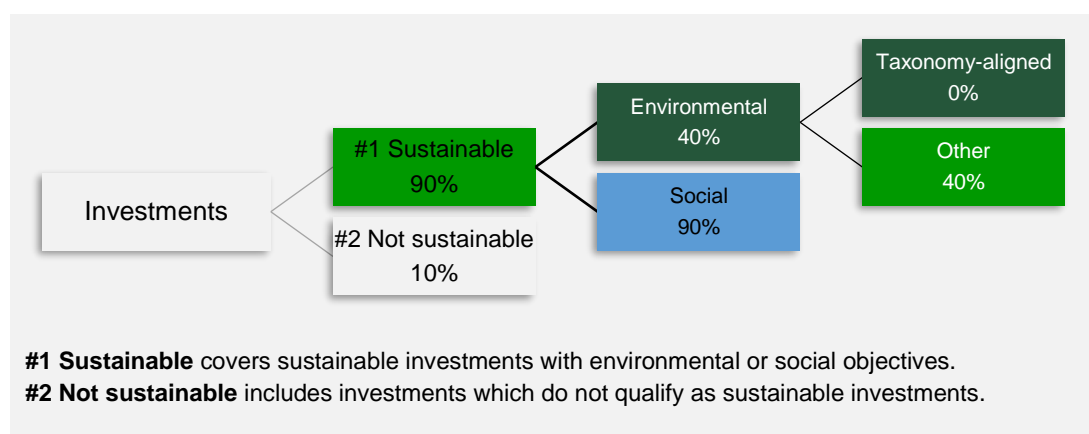 Investments
#1 Sustainable
90%
#2 Not sustainable
10%
Environmental
40%
Social
90%
Taxonomy-aligned
0%
Other
40%
#1 Sustainable covers sustainable investments with environmental or social objectives.
#2 Not sustainable includes investments which do not qualify as sustainable investments.